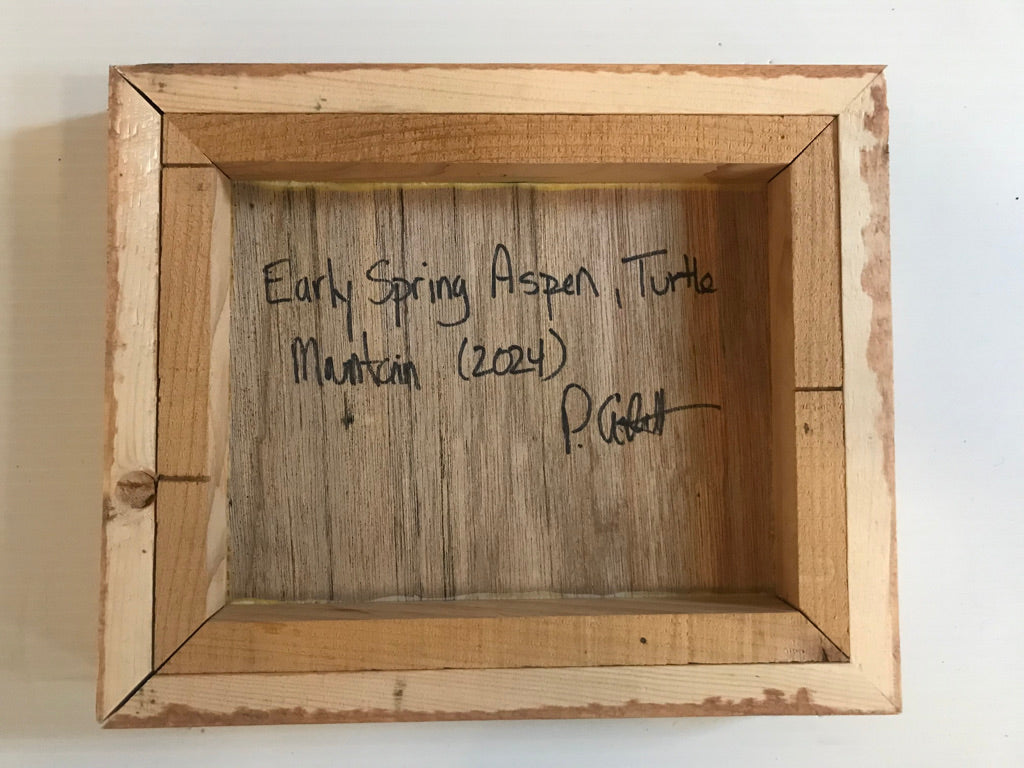 Early Spring Aspen, Turtle
Mountain (2024)
P.